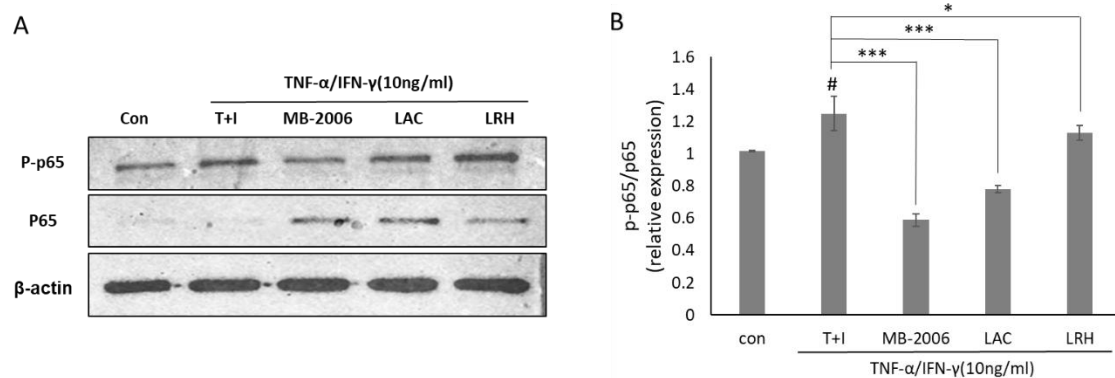 A
TNF-α/IFN-γ(10ng/ml)
Con T+I MB-2006 LAC LRH
P-p65
P65
β-actin
B
*
***
***
#
p-p65/p65
(relative expression)
1.6
1.4
1.2
1
0.8
0.6
0.4
0.2
0
con T+I MB-2006 LAC LRH
TNF-α/IFN-γ(10ng/ml)